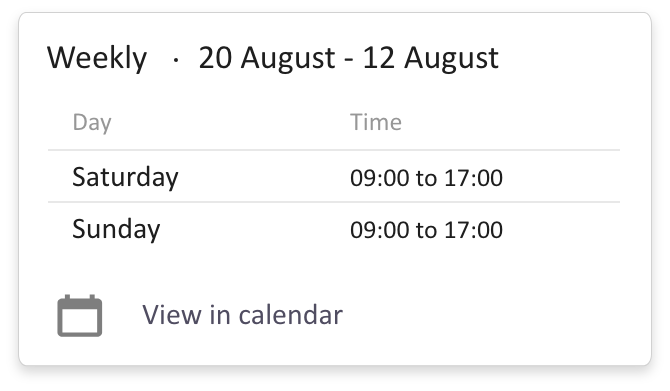 Weekly · 20 August - 12 August
Day Time
Saturday 09:00 to 17:00
Sunday 09:00 to 17:00
View in calendar